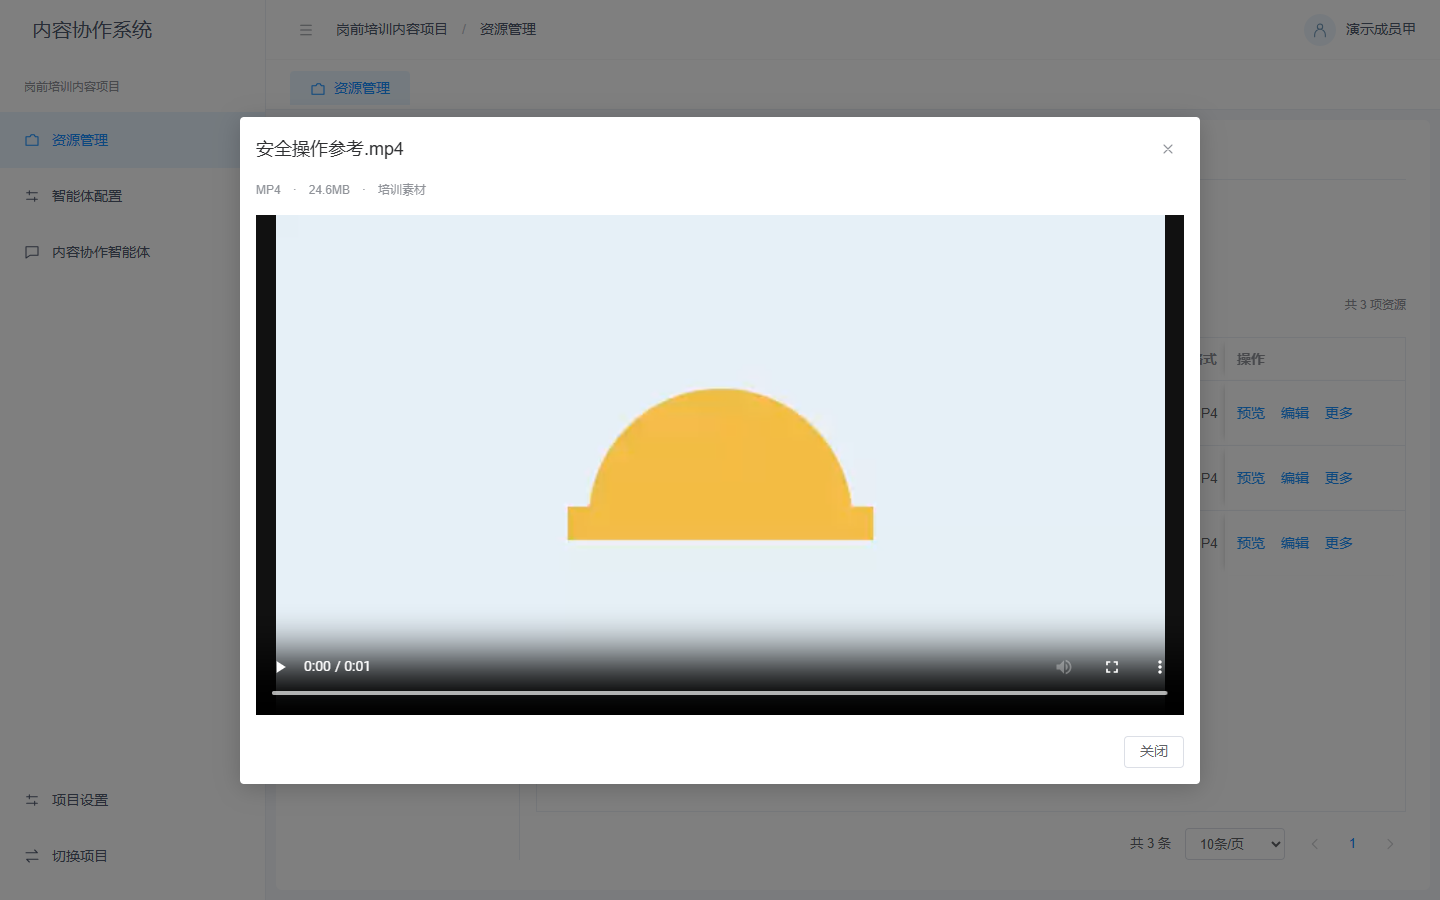 内容协作系统
岗前培训内容项目 / 资源管理
演示成员甲
岗前培训内容项目
资源管理
资源管理
智能体配置
内容协作智能体
安全操作参考.mp4
MP4 · 24.6MB · 培训素材
0:00 / 0:01
关闭
共 3 项资源
式 操作
P4 预览 编辑 更多
P4 预览 编辑 更多
P4 预览 编辑 更多
项目设置
切换项目
共 3 条 10条/页 1